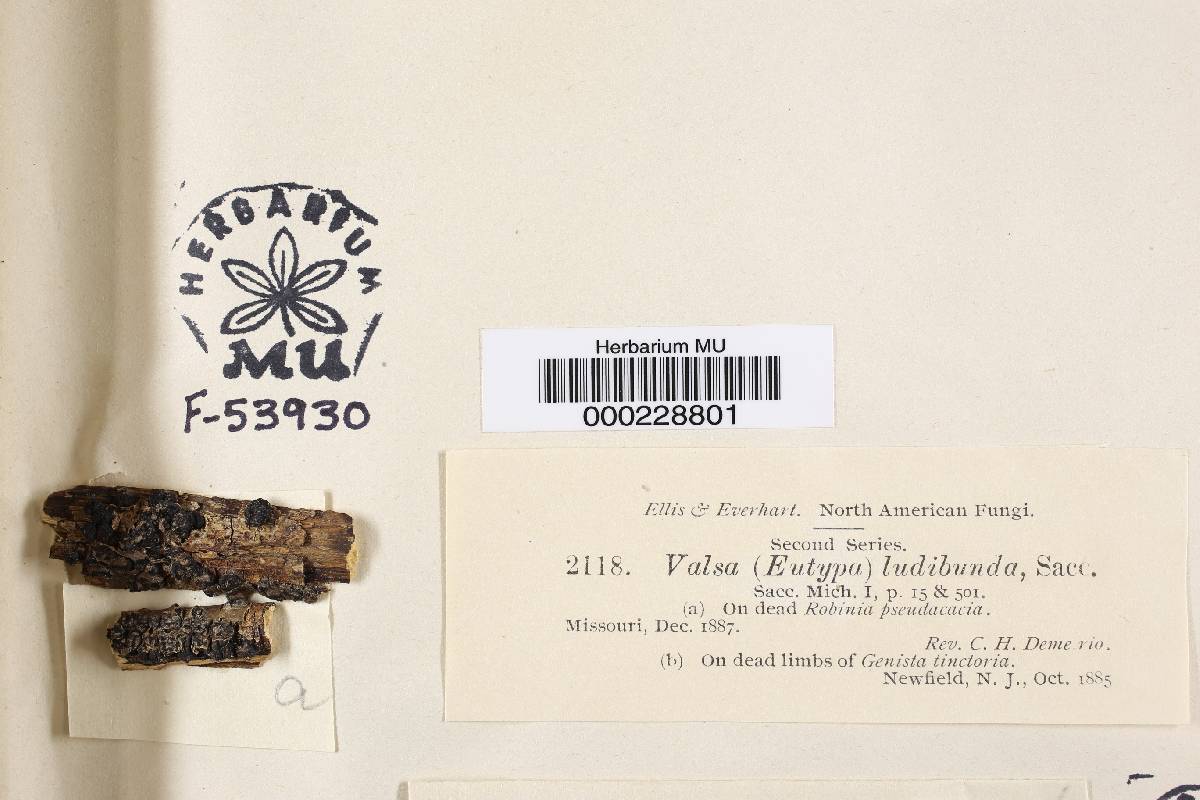 HERBARIUM
MU
F-53930
Herbarium MU
000228801
Ellis & Everhart. North American Fungi.
Second Series.
2118. Valsa (Eutypa) ludibunda, Sacc.
Sacc. Mich. I, p. 15 & 501.
(a) On dead Robinia pseudacacia.
Missouri, Dec. 1887.
Rev. C. H. Deme rio.
(b) On dead limbs of Genista tinctoria.
Newfield, N. J., Oct. 1885
a